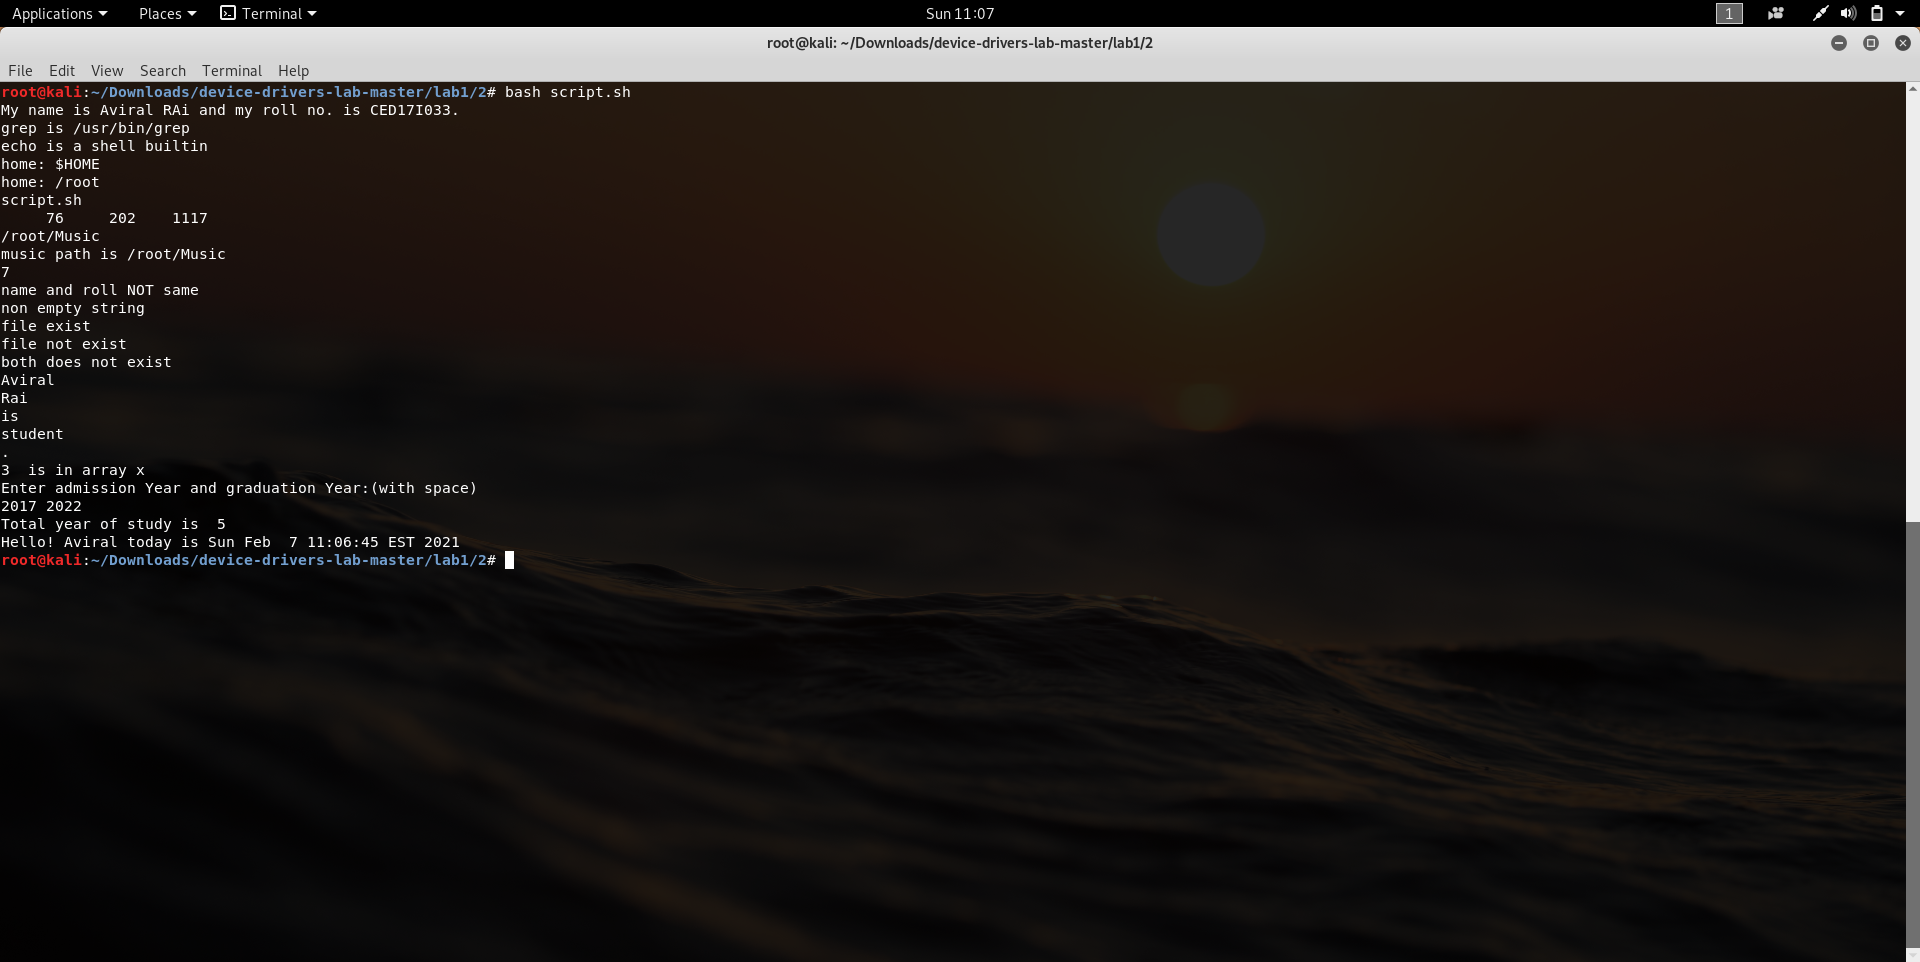 Applications Places Terminal Sun 11:07 1
root@kali: ~/Downloads/device-drivers-lab-master/lab1/2
File Edit View Search Terminal Help
root@kali:~/Downloads/device-drivers-lab-master/lab1/2# bash script.sh
My name is Aviral RAi and my roll no. is CED17I033.
grep is /usr/bin/grep
echo is a shell builtin
home: $HOME
home: /root
script.sh
     76     202    1117
/root/Music
music path is /root/Music
7
name and roll NOT same
non empty string
file exist
file not exist
both does not exist
Aviral
Rai
is
student
.
3  is in array x
Enter admission Year and graduation Year:(with space)
2017 2022
Total year of study is  5
Hello! Aviral today is Sun Feb  7 11:06:45 EST 2021
root@kali:~/Downloads/device-drivers-lab-master/lab1/2#